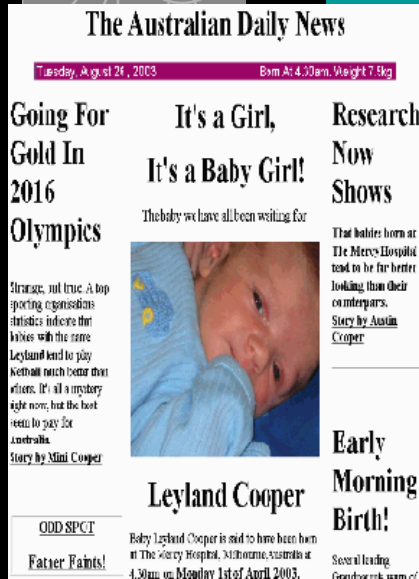 The Australian Daily News
Tuesday, August 26, 2003 Born At 4.30am. Weight 7.5kg
Going For
Gold In
2016
Olympics
Strange, but true. A top
sporting organisations
statistics indicate that
babies with the name
Leyland tend to play
Netball much better than
others. It's all a mystery
right now, but the boot
seem to pay for
Australia.
Story by Mini Cooper
ODD SPOT
Father Faints!
It's a Girl,
It's a Baby Girl!
The baby we have all been waiting for
Leyland Cooper
Baby Leyland Cooper is said to have been born
at The Mercy Hospital, Melbourne, Australia at
4.30am on Monday 1st of April 2003.
Research
Now
Shows
That babies born at
The Mercy Hospital
tend to be far better
looking than their
counterparts.
Story by Austin
Cooper
Early
Morning
Birth!
Several leading
Grandparents